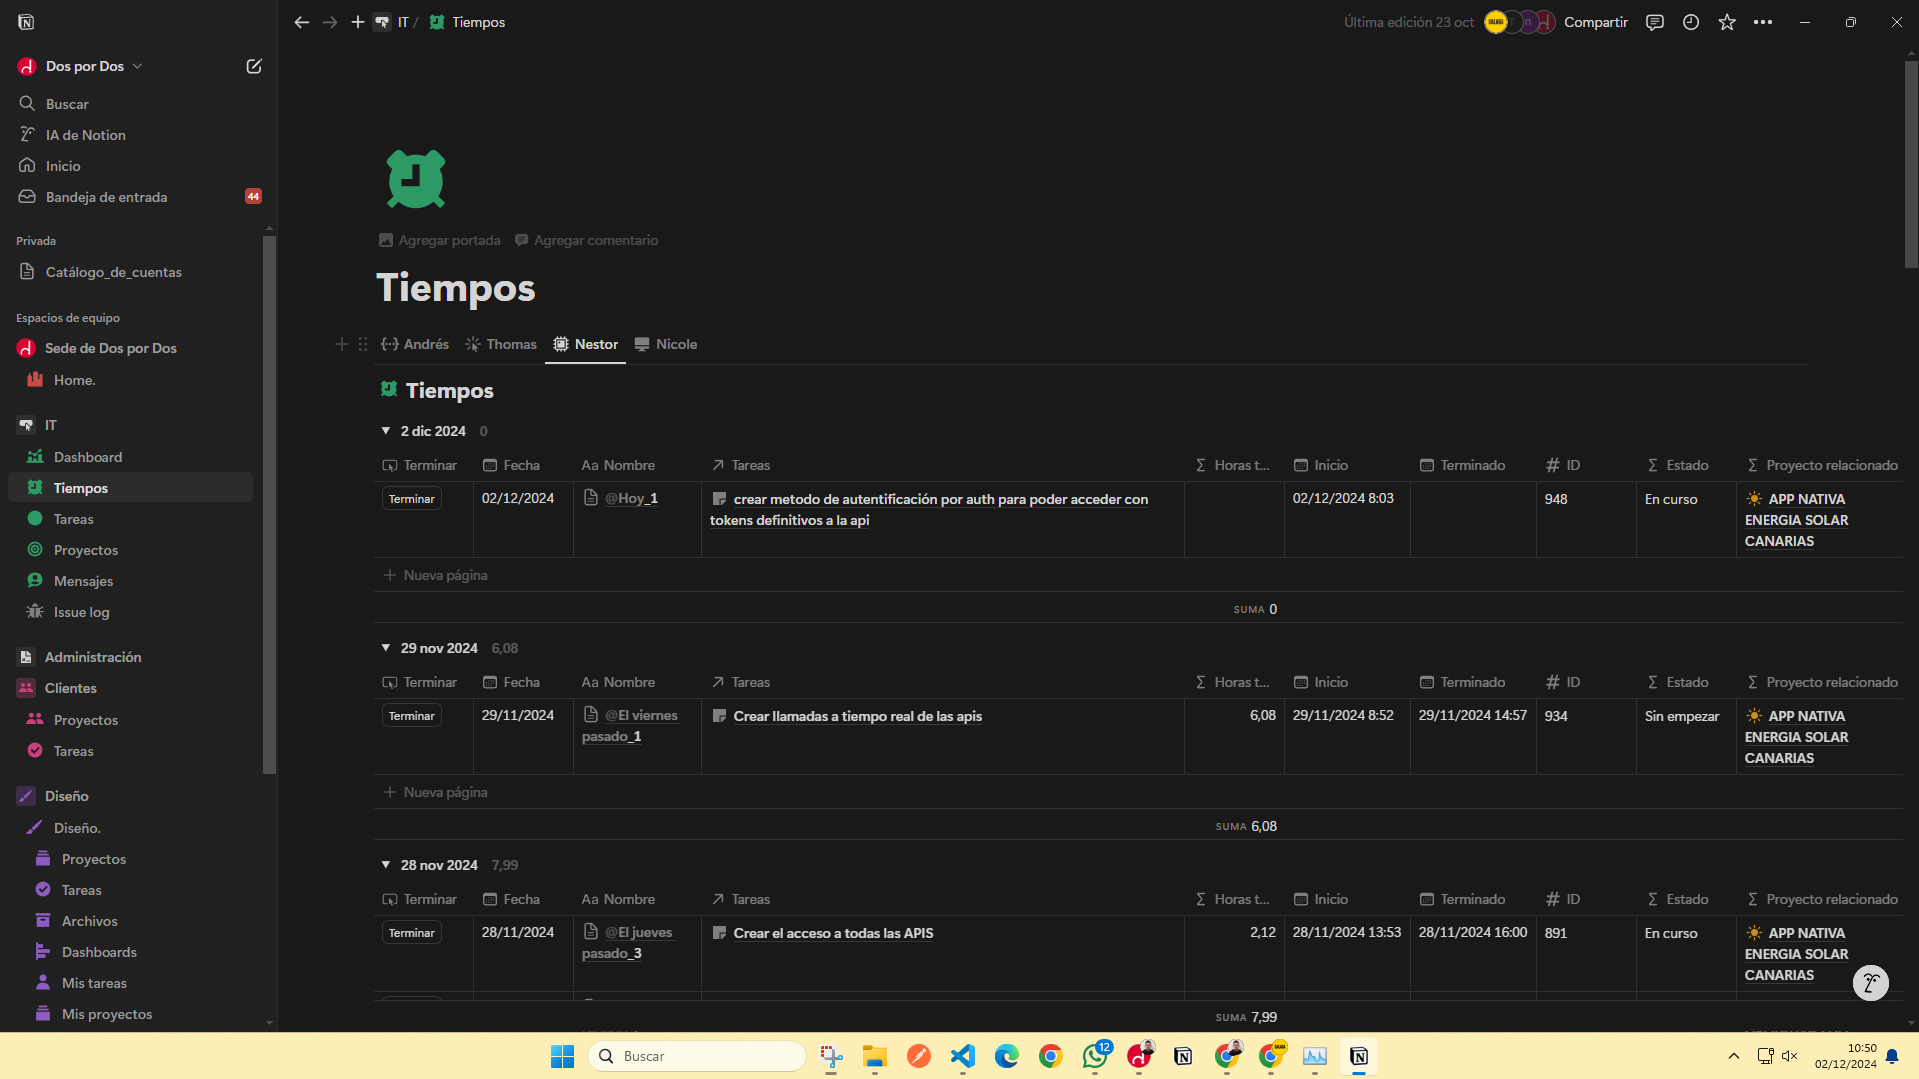 IT / Tiempos
Última edición 23 oct
Compartir
Dos por Dos
Buscar
IA de Notion
Inicio
Bandeja de entrada 44
Privada
Catálogo_de_cuentas
Espacios de equipo
Sede de Dos por Dos
Home.
IT
Dashboard
Tiempos
Tareas
Proyectos
Mensajes
Issue log
Administración
Clientes
Proyectos
Tareas
Diseño
Diseño.
Proyectos
Tareas
Archivos
Dashboards
Mis tareas
Mis proyectos
Agregar portada Agregar comentario
Tiempos
Andrés Thomas Nestor Nicole
Tiempos
2 dic 2024 0
Terminar Fecha Aa Nombre Tareas Σ Horas t... Inicio Terminado # ID Σ Estado Σ Proyecto relacionado
Terminar 02/12/2024 @Hoy_1 crear metodo de autentificación por auth para poder acceder con 02/12/2024 8:03 948 En curso APP NATIVA
tokens definitivos a la api ENERGIA SOLAR
CANARIAS
+ Nueva página
SUMA 0
29 nov 2024 6,08
Terminar Fecha Aa Nombre Tareas Σ Horas t... Inicio Terminado # ID Σ Estado Σ Proyecto relacionado
Terminar 29/11/2024 @El viernes Crear llamadas a tiempo real de las apis 6,08 29/11/2024 8:52 29/11/2024 14:57 934 Sin empezar APP NATIVA
pasado_1 ENERGIA SOLAR
CANARIAS
+ Nueva página
SUMA 6,08
28 nov 2024 7,99
Terminar Fecha Aa Nombre Tareas Σ Horas t... Inicio Terminado # ID Σ Estado Σ Proyecto relacionado
Terminar 28/11/2024 @El jueves Crear el acceso a todas las APIS 2,12 28/11/2024 13:53 28/11/2024 16:00 891 En curso APP NATIVA
pasado_3 ENERGIA SOLAR
CANARIAS
SUMA 7,99
Buscar
12
10:50
02/12/2024